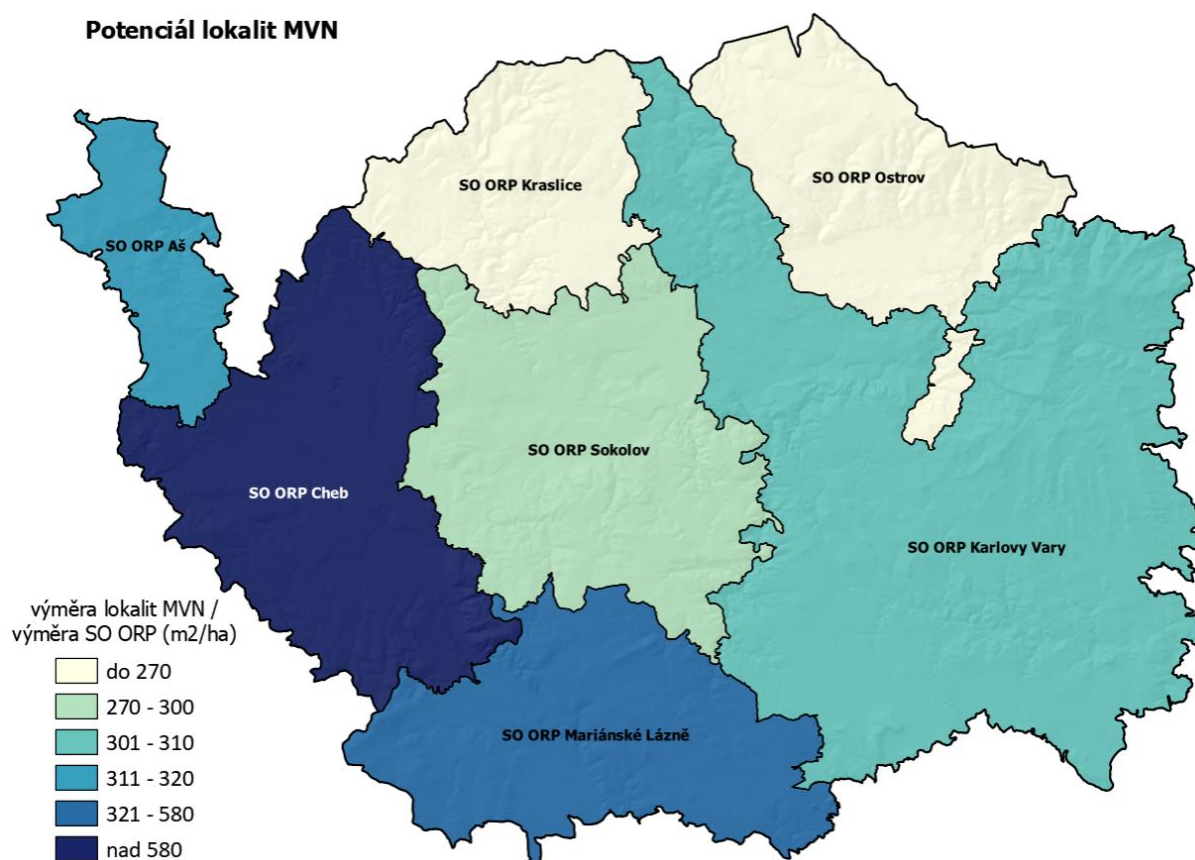 Potenciál lokalit MVN
SO ORP Kraslice
SO ORP Ostrov
SO ORP Aš
SO ORP Sokolov
SO ORP Cheb
SO ORP Karlovy Vary
SO ORP Mariánské Lázně
výměra lokalit MVN /
výměra SO ORP (m2/ha)
do 270
270 - 300
301 - 310
311 - 320
321 - 580
nad 580